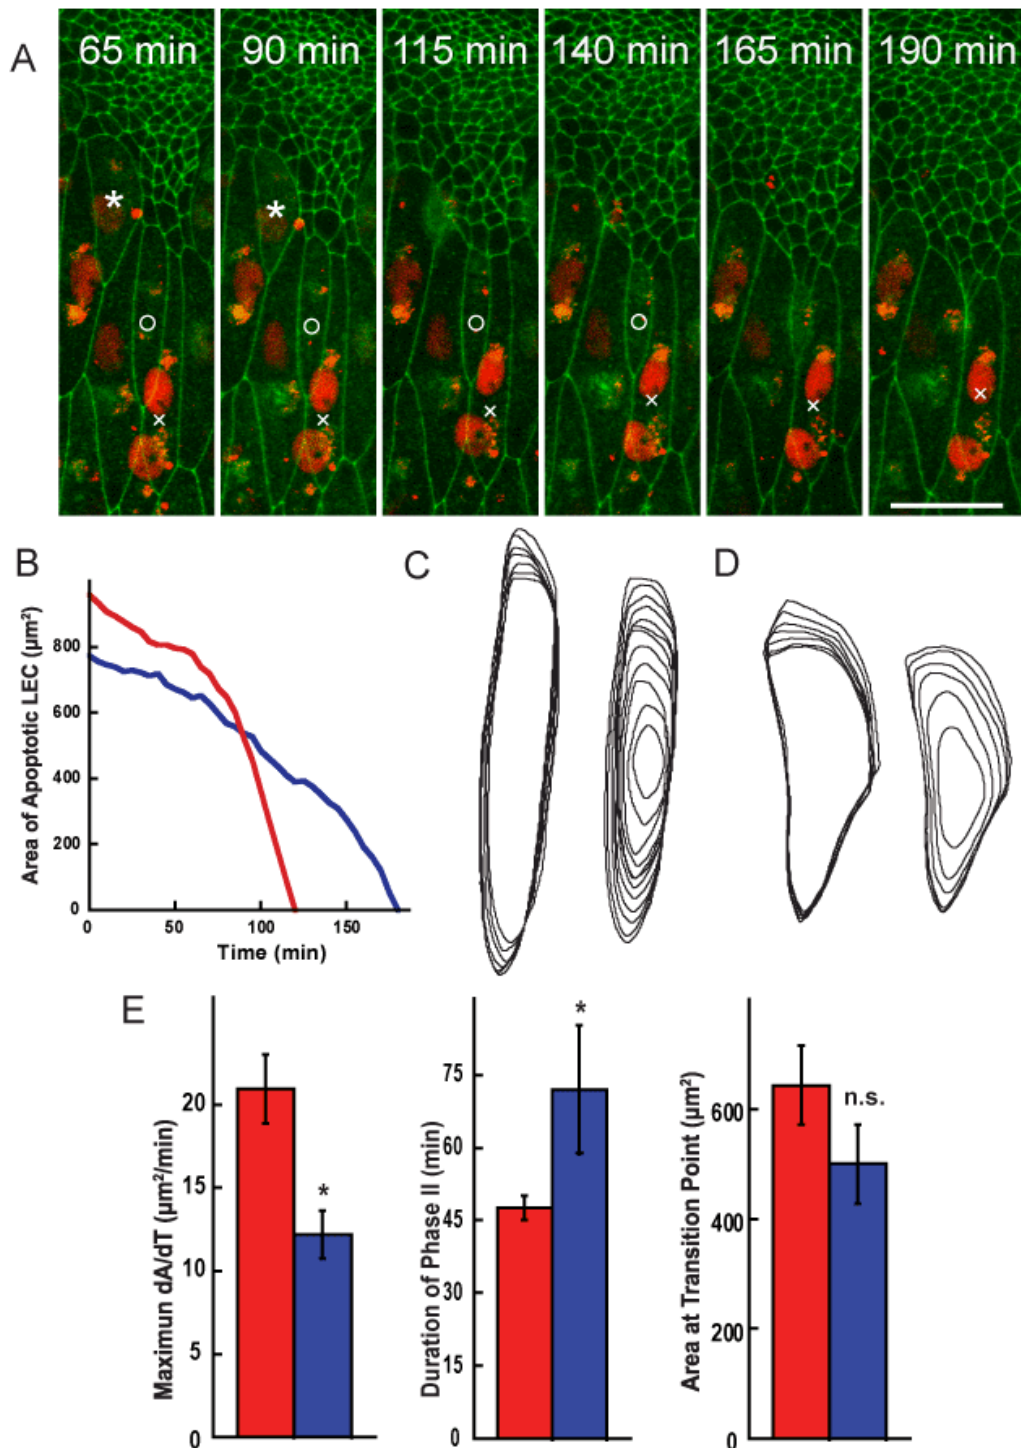 A
65 min
90 min
115 min
140 min
165 min
190 min
*
*
B
Area of Apoptotic LEC (µm²)
800
600
400
200
0
0
50
100
150
Time (min)
C
D
E
Maximun dA/dT (µm²/min)
20
15
10
5
0
*
Duration of Phase II (min)
75
60
45
30
15
0
*
Area at Transition Point (µm²)
600
400
200
0
n.s.